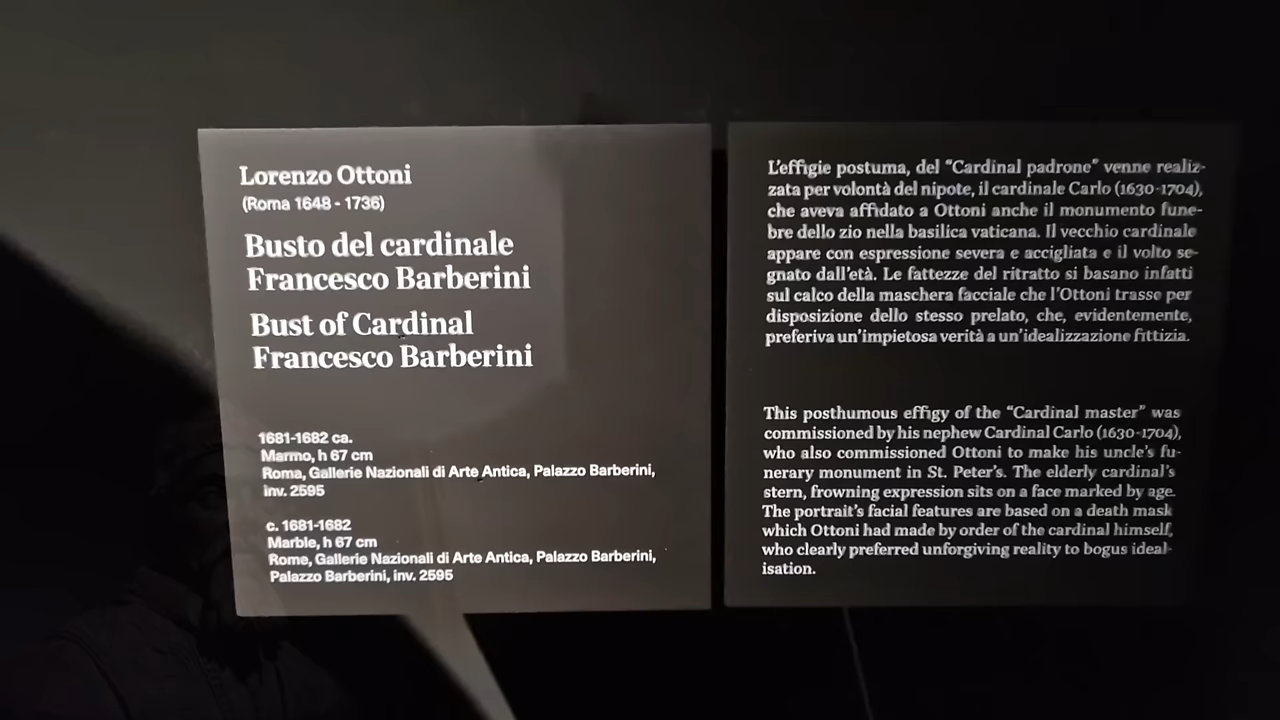 Lorenzo Ottoni
(Roma 1648 - 1736)
Busto del cardinale
Francesco Barberini
Bust of Cardinal
Francesco Barberini
1681-1682 ca.
Marmo, h 67 cm
Roma, Gallerie Nazionali di Arte Antica, Palazzo Barberini,
inv. 2595
c. 1681-1682
Marble, h 67 cm
Rome, Gallerie Nazionali di Arte Antica, Palazzo Barberini,
Palazzo Barberini, inv. 2595
L'effigie postuma, del "Cardinal padrone" venne realiz-
zata per volontà del nipote, il cardinale Carlo (1630-1704),
che aveva affidato a Ottoni anche il monumento fune-
bre dello zio nella basilica vaticana. Il vecchio cardinale
appare con espressione severa e accigliata e il volto se-
gnato dall'età. Le fattezze del ritratto si basano infatti
sul calco della maschera facciale che l'Ottoni trasse per
disposizione dello stesso prelato, che, evidentemente,
preferiva un'impietosa verità a un'idealizzazione fittizia.
This posthumous effigy of the "Cardinal master" was
commissioned by his nephew Cardinal Carlo (1630-1704),
who also commissioned Ottoni to make his uncle's fu-
nerary monument in St. Peter's. The elderly cardinal's
stern, frowning expression sits on a face marked by age.
The portrait's facial features are based on a death mask
which Ottoni had made by order of the cardinal himself,
who clearly preferred unforgiving reality to bogus ideal-
isation.